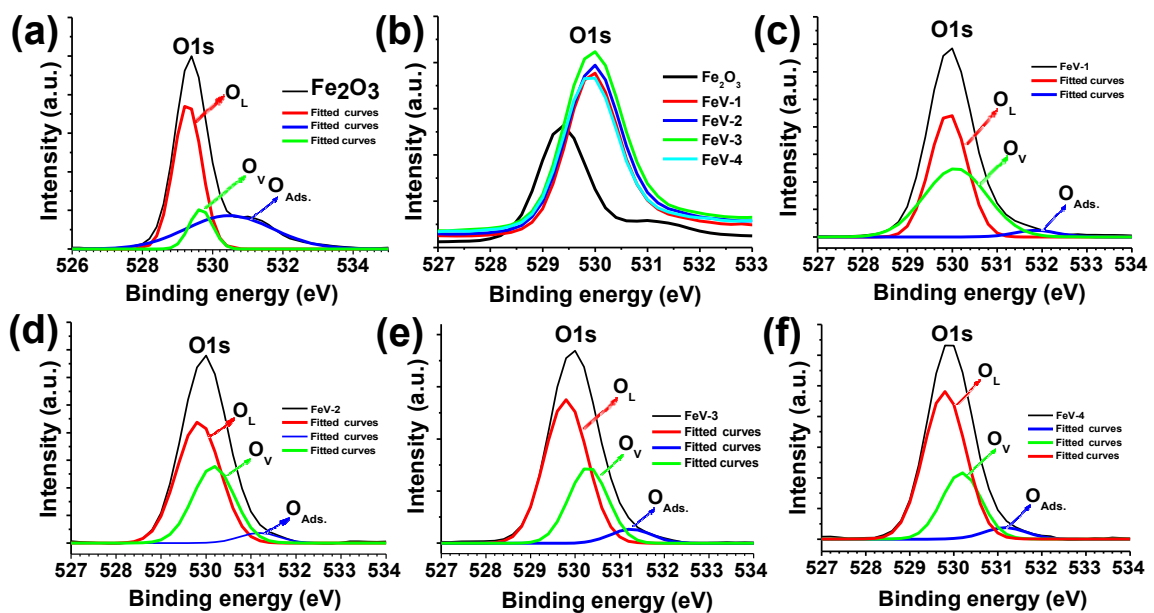 (a)
O1s
Fe2O3
Fitted curves
Fitted curves
Fitted curves
OL
OV
OAds.
Intensity (a.u.)
526 528 530 532 534
Binding energy (eV)
(b)
O1s
Fe2O3
FeV-1
FeV-2
FeV-3
FeV-4
Intensity (a.u.)
527 528 529 530 531 532 533
Binding energy (eV)
(c)
O1s
FeV-1
Fitted curves
Fitted curves
OL
OV
OAds.
Intensity (a.u.)
527 528 529 530 531 532 533 534
Binding energy (eV)
(d)
O1s
FeV-2
Fitted curves
Fitted curves
Fitted curves
OL
OV
OAds.
Intensity (a.u.)
527 528 529 530 531 532 533 534
Binding energy (eV)
(e)
O1s
FeV-3
Fitted curves
Fitted curves
Fitted curves
OL
OV
OAds.
Intensity (a.u.)
527 528 529 530 531 532 533 534
Binding energy (eV)
(f)
O1s
FeV-4
Fitted curves
Fitted curves
Fitted curves
OL
OV
OAds.
Intensity (a.u.)
527 528 529 530 531 532 533 534
Binding energy (eV)